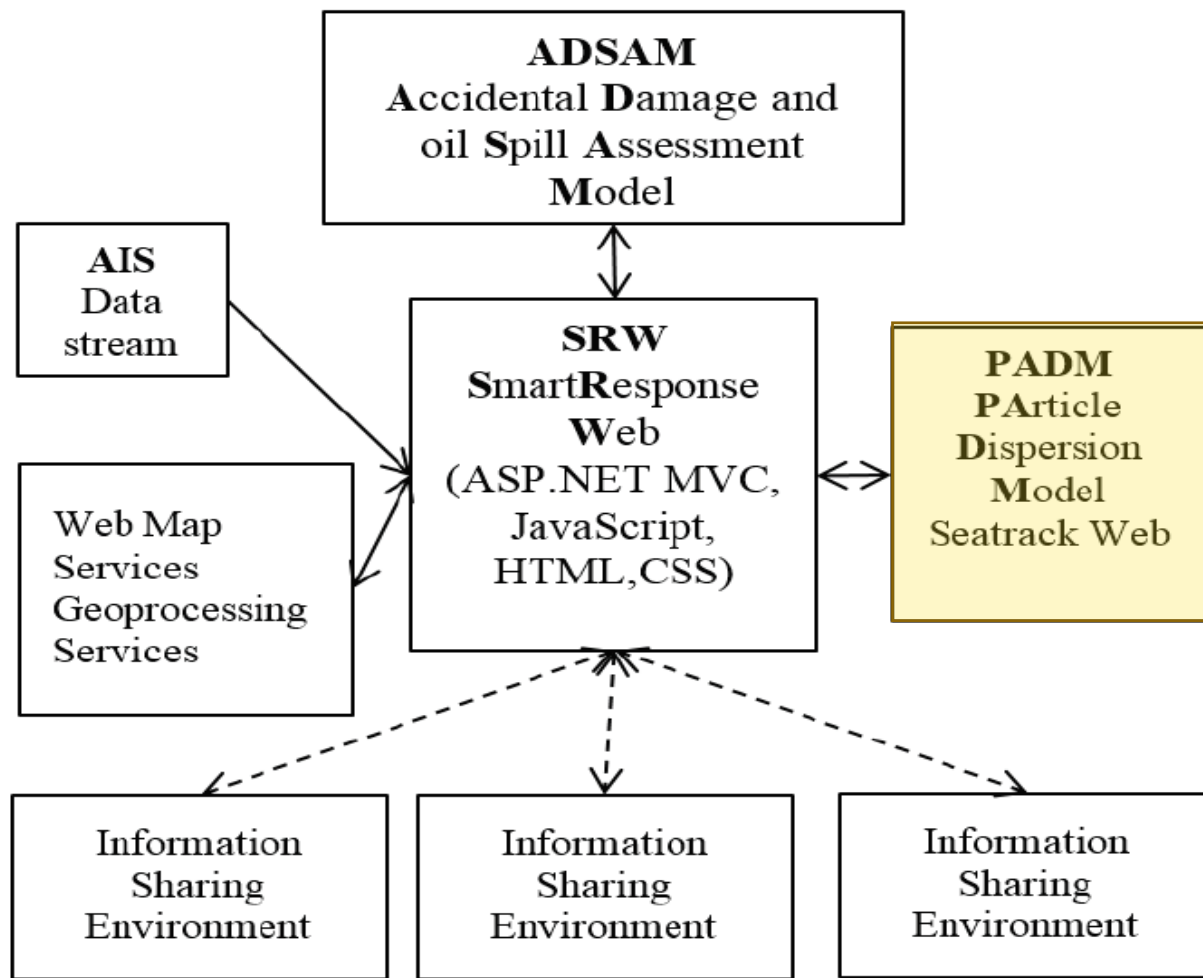 ADSAM
Accidental Damage and
oil Spill Assessment
Model
AIS
Data
stream
SRW
SmartResponse
Web
(ASP.NET MVC,
JavaScript,
HTML,CSS)
PADM
PArticle
Dispersion
Model
Seatrack Web
Web Map
Services
Geoprocessing
Services
Information
Sharing
Environment
Information
Sharing
Environment
Information
Sharing
Environment